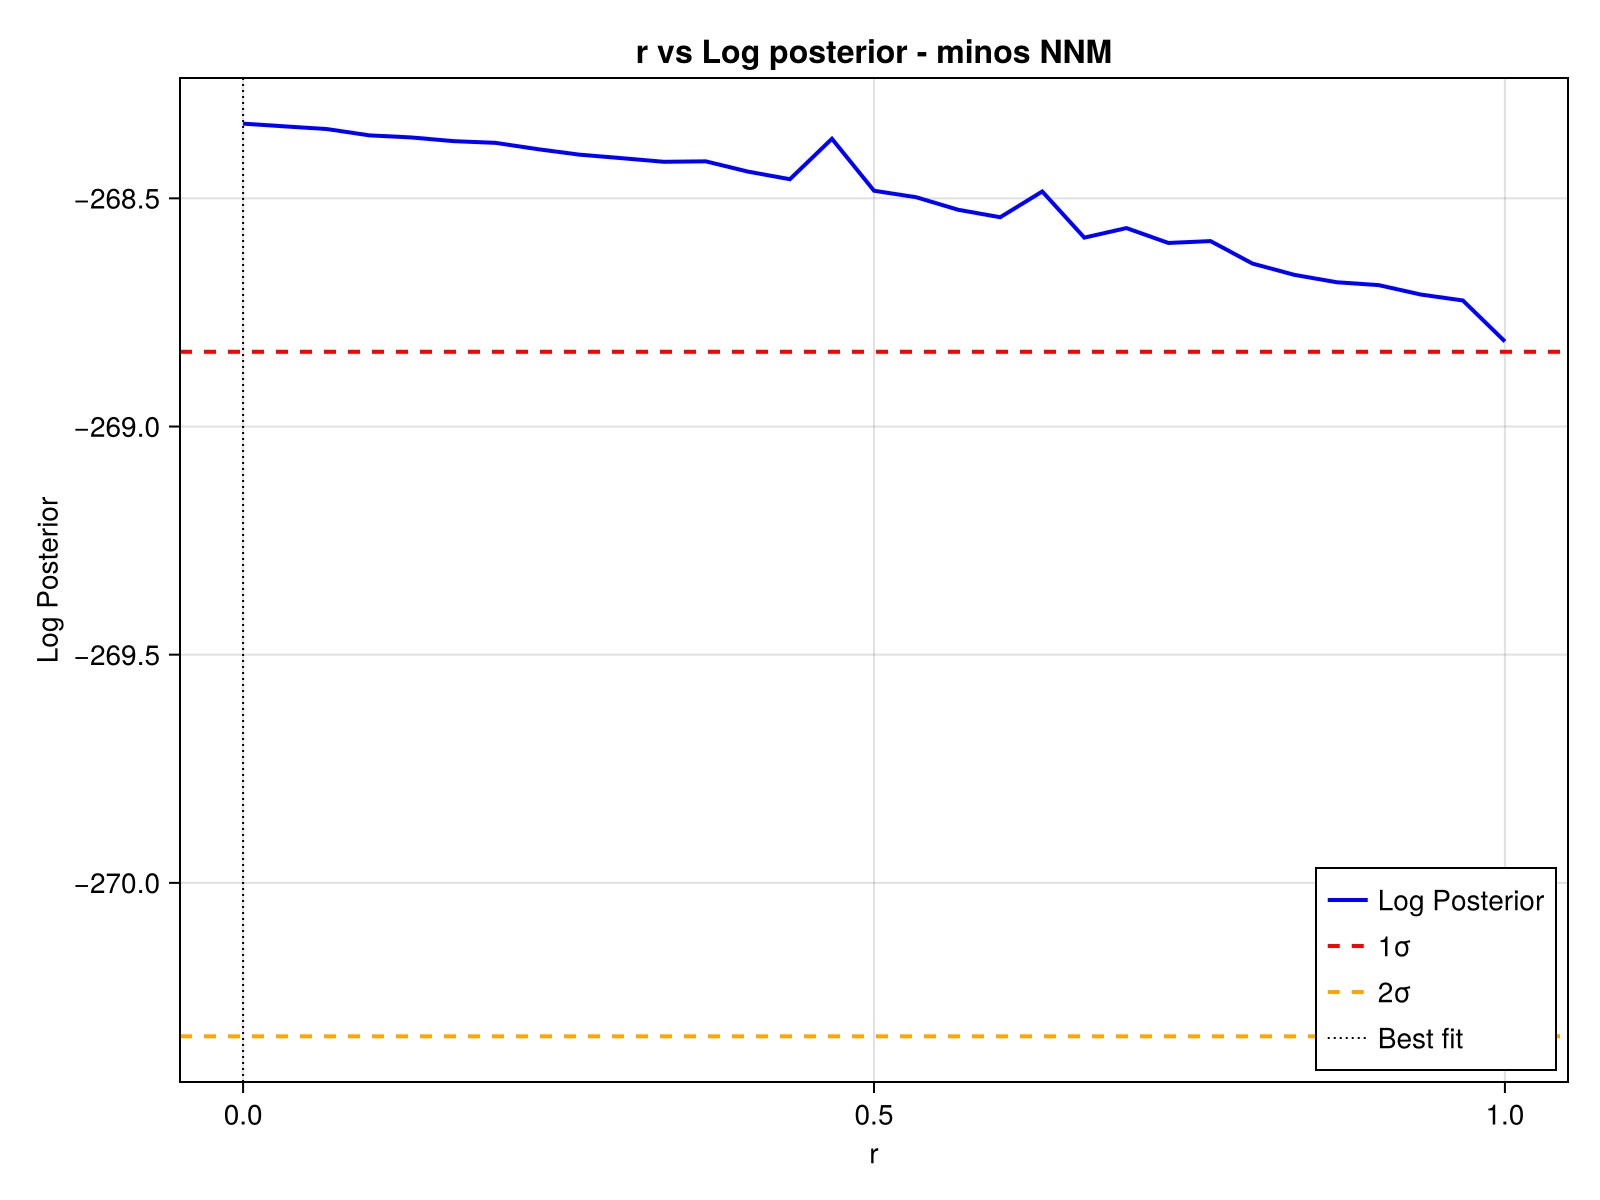 r vs Log posterior - minos NNM
Log Posterior
−268.5
−269.0
−269.5
−270.0
0.0
0.5
1.0
r
Log Posterior
1σ
2σ
Best fit